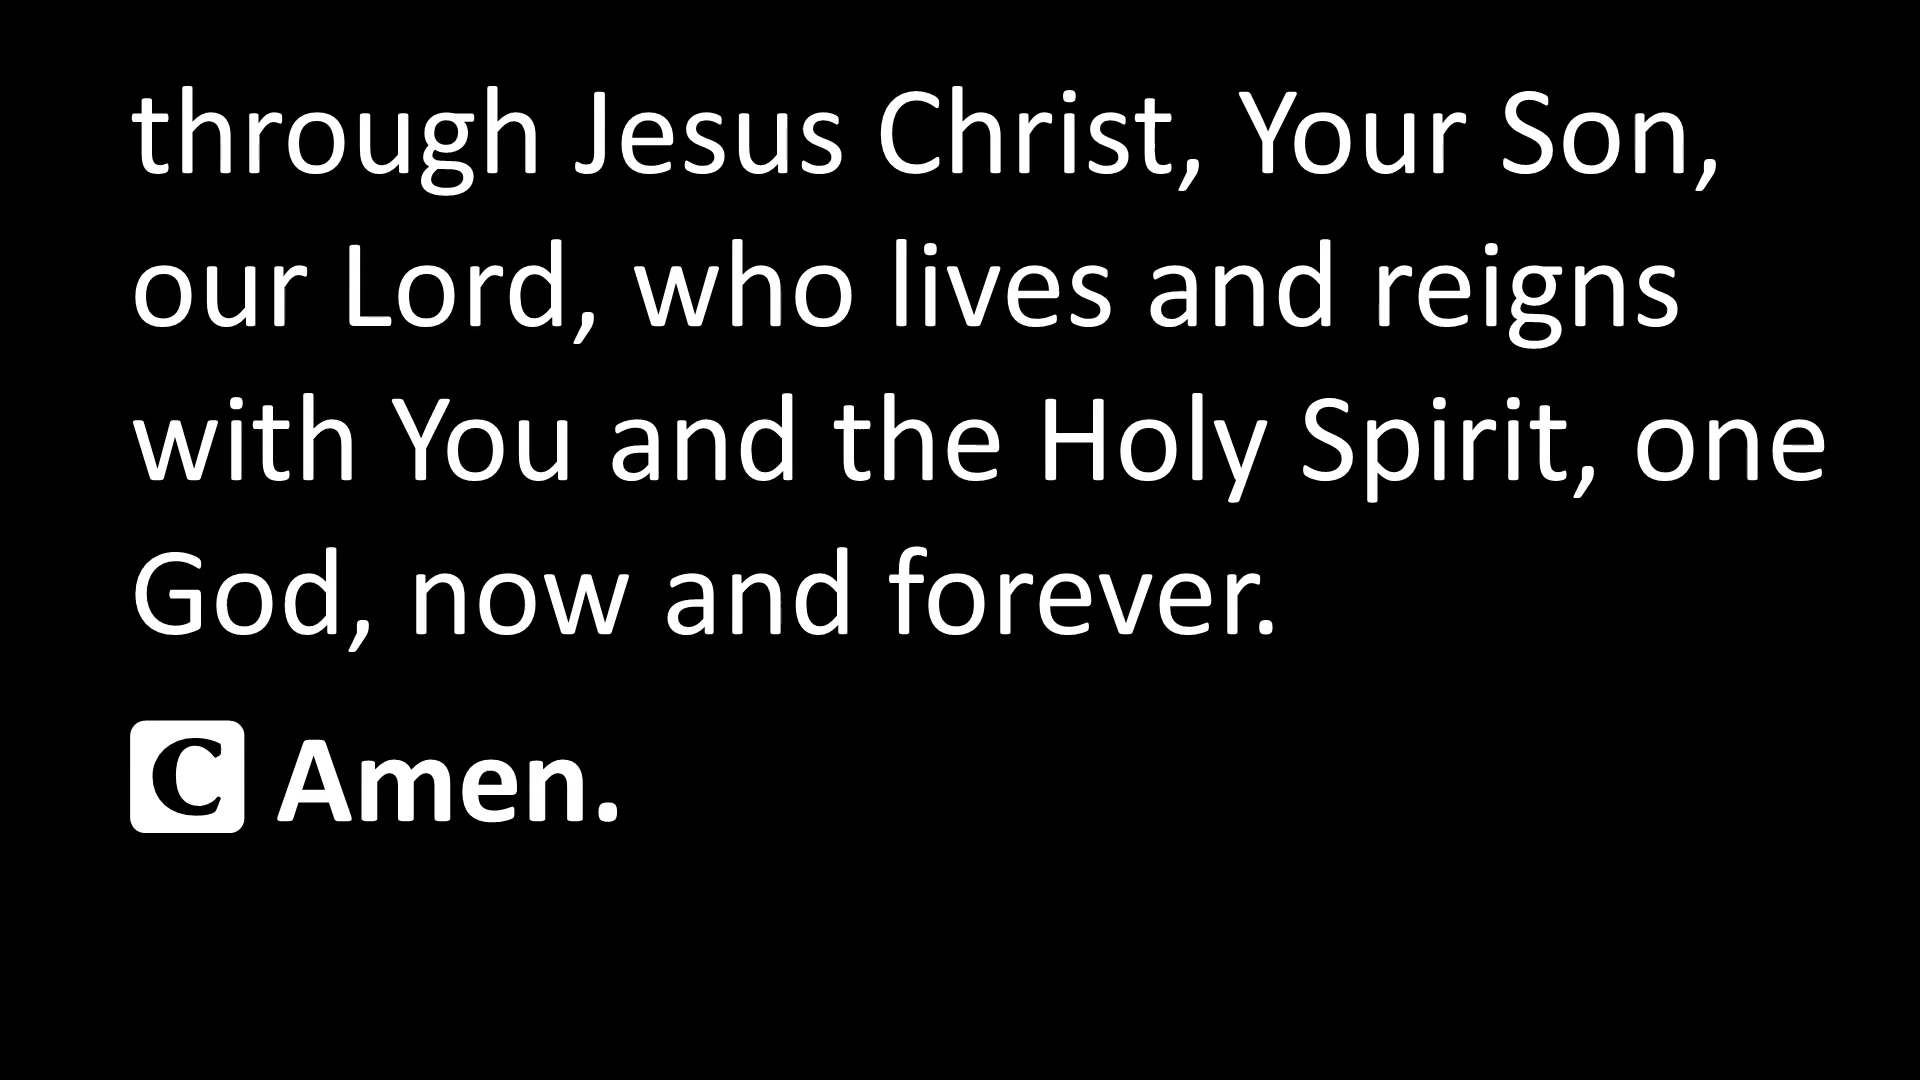 through Jesus Christ, Your Son,
our Lord, who lives and reigns
with You and the Holy Spirit, one
God, now and forever.
C Amen.